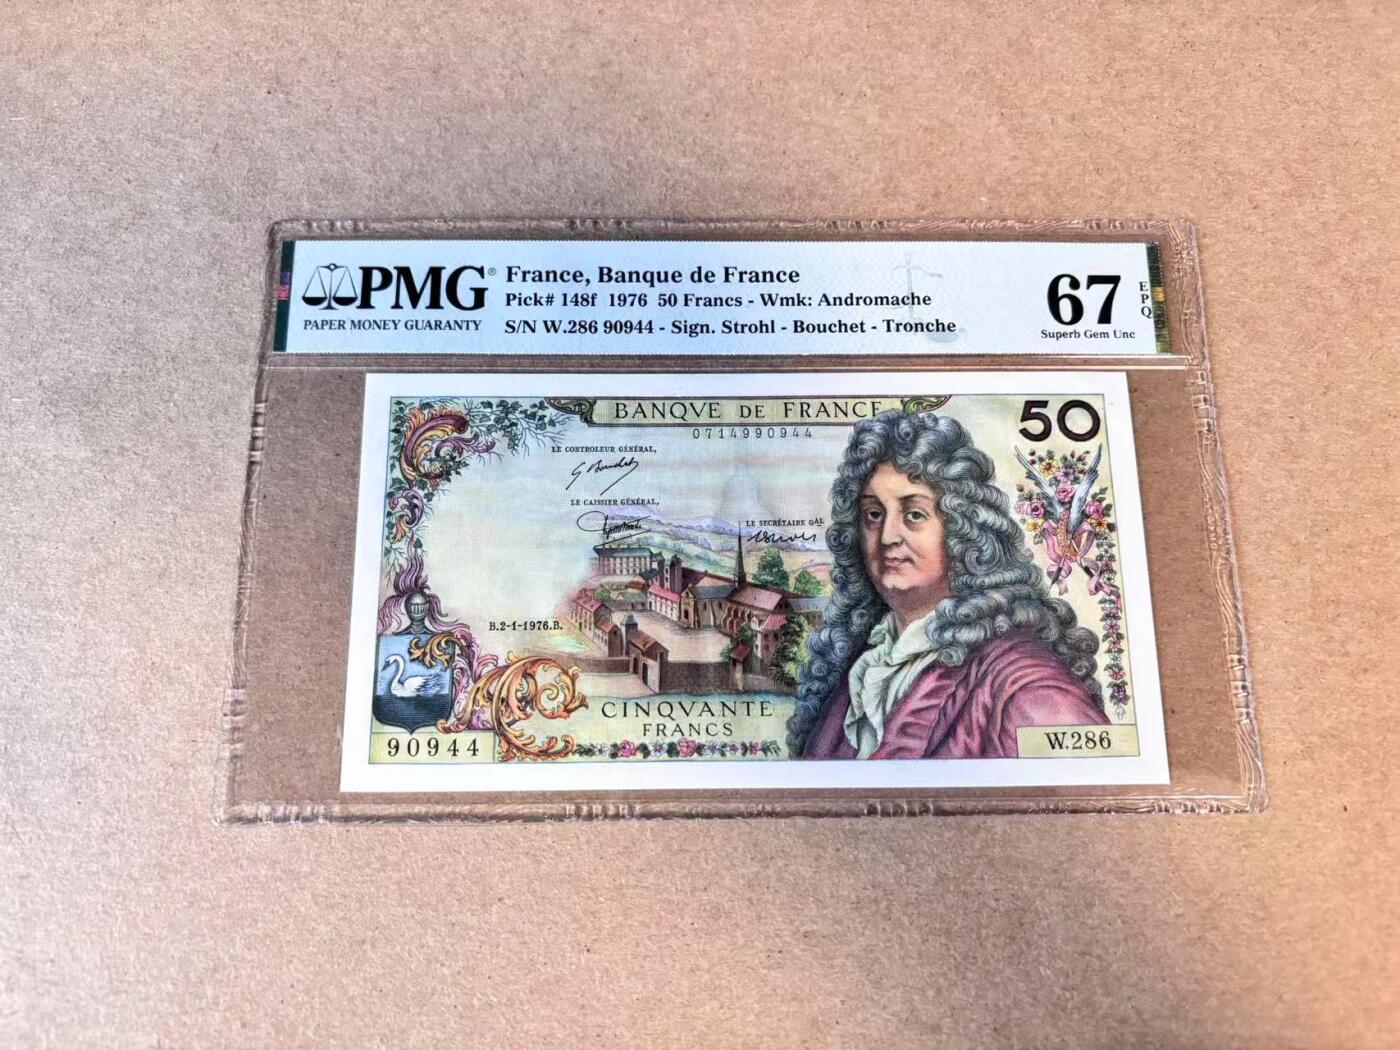 PMG®
PAPER MONEY GUARANTY
France, Banque de France
Pick# 148f 1976 50 Francs - Wmk: Andromache
S/N W.286 90944 - Sign. Strohl - Bouchet - Tronche
67
EPQ
Superb Gem Unc
BANQVE DE FRANCE
50
0714990944
LE CONTROLEUR GÉNÉRAL,
LE CAISSIER GÉNÉRAL,
LE SECRÉTAIRE GAL
B.2-1-1976.B.
CINQVANTE
FRANCS
90944
W.286